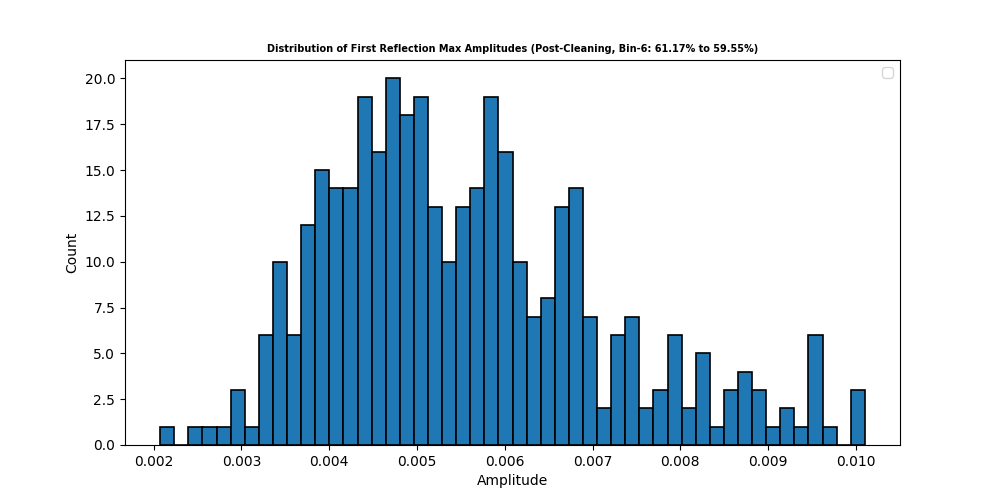 Distribution of First Reflection Max Amplitudes (Post-Cleaning, Bin-6: 61.17% to 59.55%)
20.0
17.5
15.0
12.5
10.0
7.5
5.0
2.5
0.0
Count
0.002 0.003 0.004 0.005 0.006 0.007 0.008 0.009 0.010
Amplitude